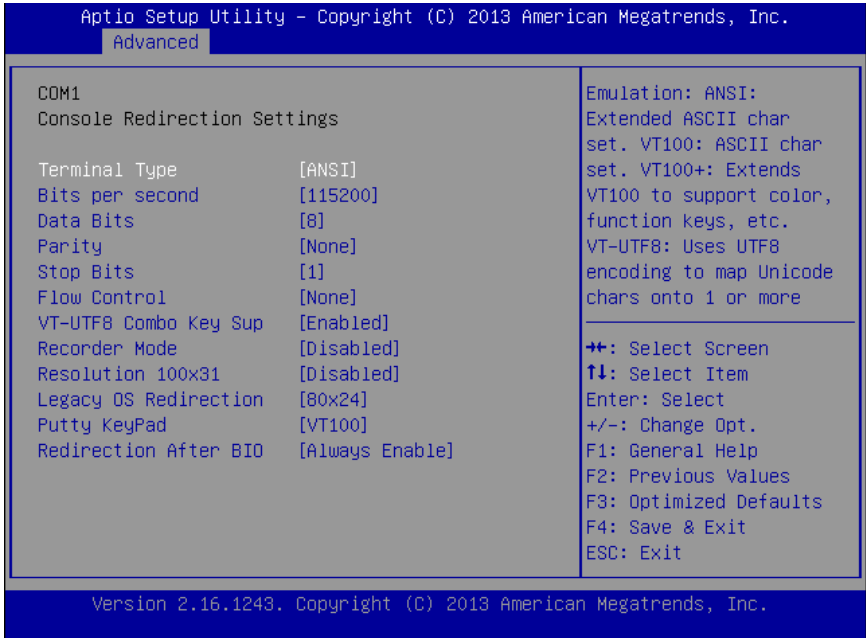 Aptio Setup Utility – Copyright (C) 2013 American Megatrends, Inc.
Advanced
COM1
Console Redirection Settings
Terminal Type [ANSI]
Bits per second [115200]
Data Bits [8]
Parity [None]
Stop Bits [1]
Flow Control [None]
VT-UTF8 Combo Key Sup [Enabled]
Recorder Mode [Disabled]
Resolution 100x31 [Disabled]
Legacy OS Redirection [80x24]
Putty KeyPad [VT100]
Redirection After BIO [Always Enable]
Emulation: ANSI:
Extended ASCII char
set. VT100: ASCII char
set. VT100+: Extends
VT100 to support color,
function keys, etc.
VT-UTF8: Uses UTF8
encoding to map Unicode
chars onto 1 or more
→←: Select Screen
↑↓: Select Item
Enter: Select
+/-: Change Opt.
F1: General Help
F2: Previous Values
F3: Optimized Defaults
F4: Save & Exit
ESC: Exit
Version 2.16.1243. Copyright (C) 2013 American Megatrends, Inc.